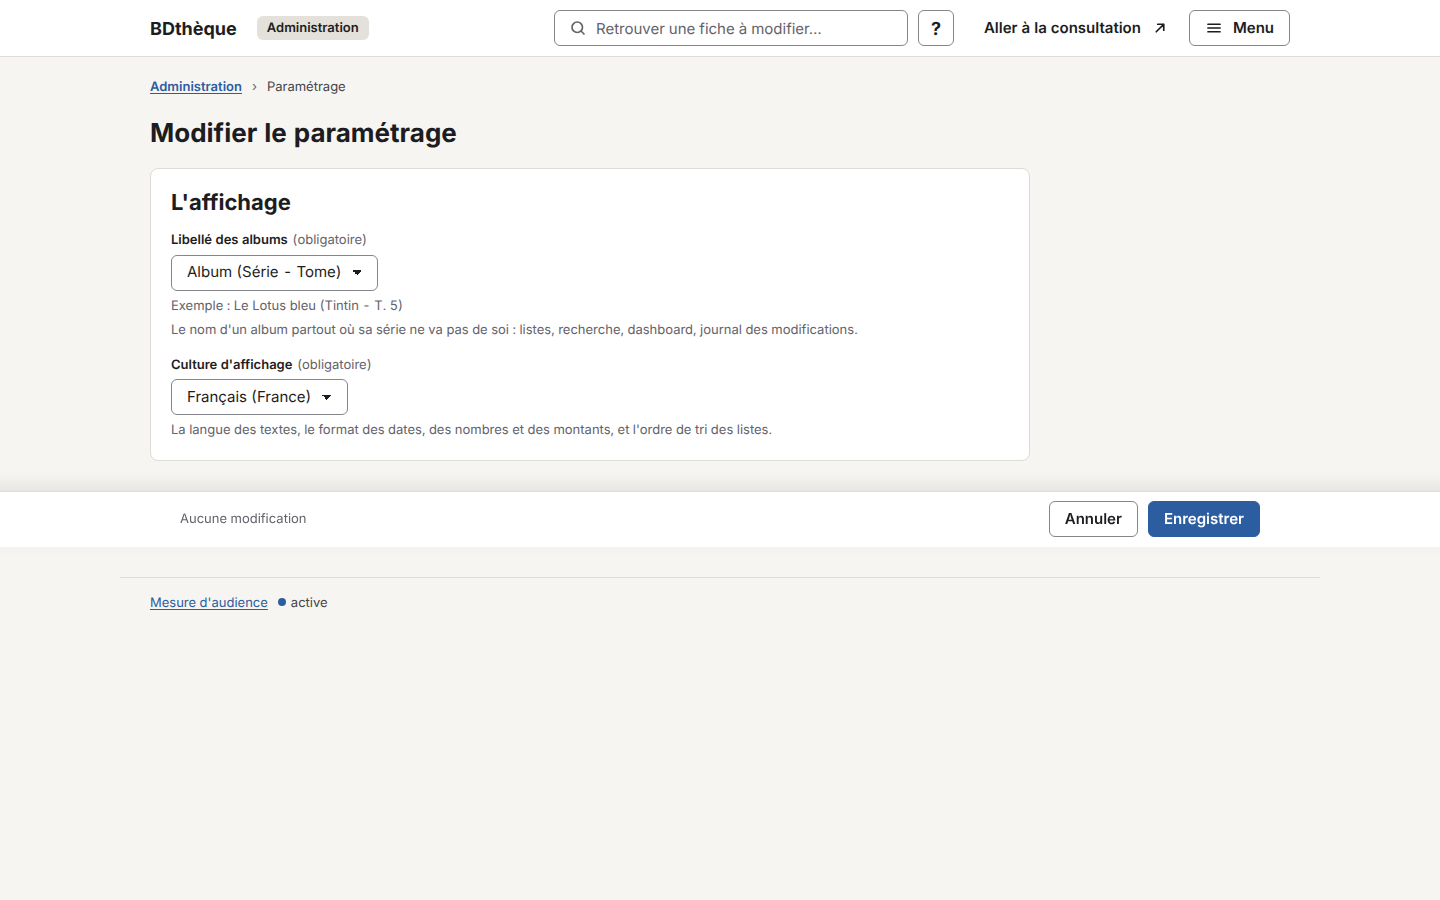 BDthèque
Administration
Retrouver une fiche à modifier...
?
Aller à la consultation
Menu
Administration › Paramétrage
Modifier le paramétrage
L'affichage
Libellé des albums (obligatoire)
Album (Série - Tome)
Exemple : Le Lotus bleu (Tintin - T. 5)
Le nom d'un album partout où sa série ne va pas de soi : listes, recherche, dashboard, journal des modifications.
Culture d'affichage (obligatoire)
Français (France)
La langue des textes, le format des dates, des nombres et des montants, et l'ordre de tri des listes.
Aucune modification
Annuler
Enregistrer
Mesure d'audience
active